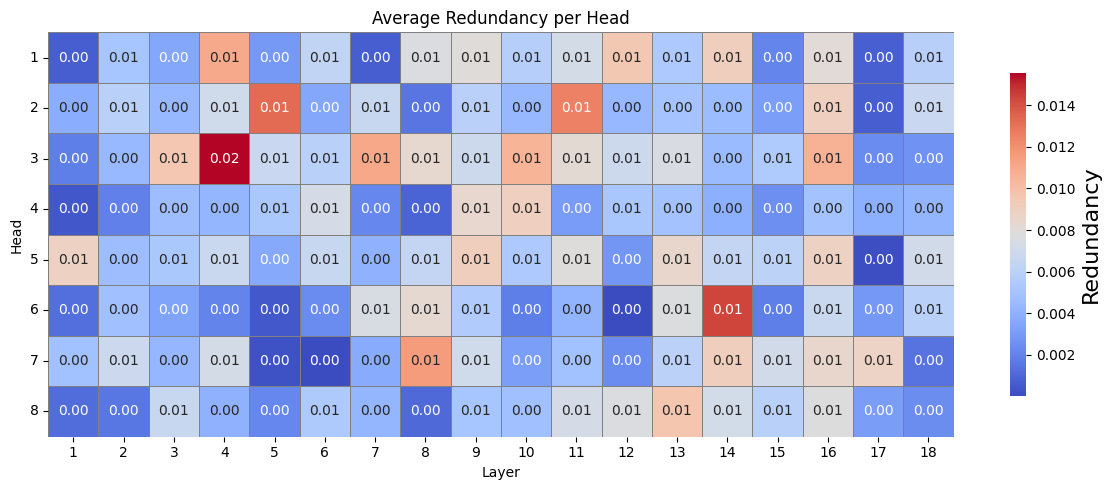 Average Redundancy per Head
1 0.00 0.01 0.00 0.01 0.00 0.01 0.00 0.01 0.01 0.01 0.01 0.01 0.01 0.01 0.00 0.01 0.00 0.01
2 0.00 0.01 0.00 0.01 0.01 0.00 0.01 0.00 0.01 0.00 0.01 0.00 0.00 0.00 0.00 0.01 0.00 0.01
3 0.00 0.00 0.01 0.02 0.01 0.01 0.01 0.01 0.01 0.01 0.01 0.01 0.01 0.00 0.01 0.01 0.00 0.00
4 0.00 0.00 0.00 0.00 0.01 0.01 0.00 0.00 0.01 0.01 0.00 0.01 0.00 0.00 0.00 0.00 0.00 0.00
5 0.01 0.00 0.01 0.01 0.00 0.01 0.00 0.01 0.01 0.01 0.01 0.00 0.01 0.01 0.01 0.01 0.00 0.01
6 0.00 0.00 0.00 0.00 0.00 0.00 0.01 0.01 0.01 0.00 0.00 0.00 0.01 0.01 0.00 0.01 0.00 0.01
7 0.00 0.01 0.00 0.01 0.00 0.00 0.00 0.01 0.01 0.00 0.00 0.00 0.01 0.01 0.01 0.01 0.01 0.00
8 0.00 0.00 0.01 0.00 0.00 0.01 0.00 0.00 0.01 0.00 0.01 0.01 0.01 0.01 0.01 0.01 0.00 0.00
1 2 3 4 5 6 7 8 9 10 11 12 13 14 15 16 17 18
Layer
Head
0.014
0.012
0.010
0.008
0.006
0.004
0.002
Redundancy